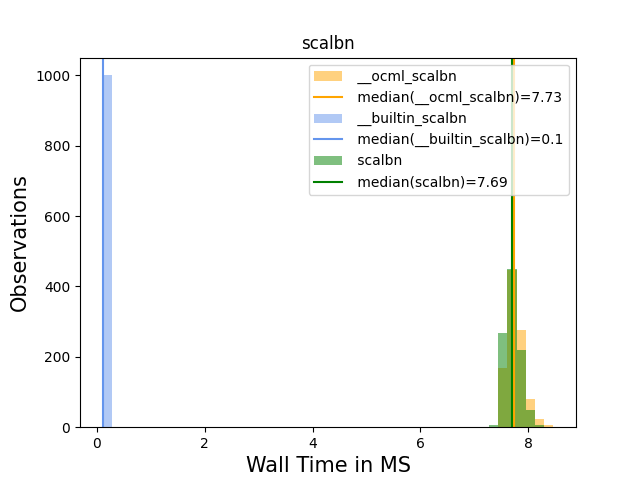 scalbn
__ocml_scalbn
median(__ocml_scalbn)=7.73
__builtin_scalbn
median(__builtin_scalbn)=0.1
scalbn
median(scalbn)=7.69
Observations
1000
800
600
400
200
0
0 2 4 6 8
Wall Time in MS